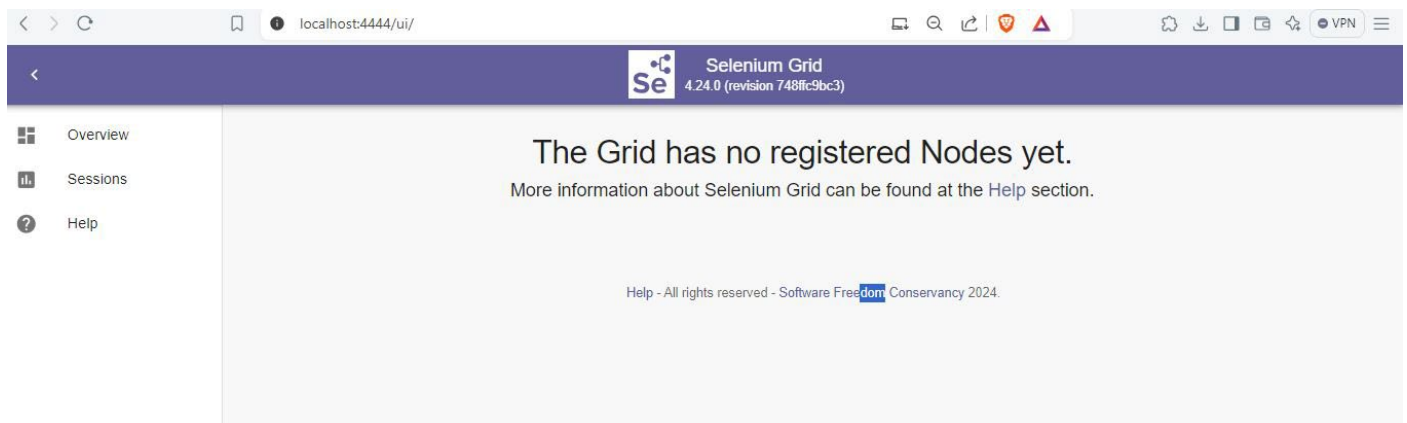 localhost:4444/ui/
VPN
Se
Selenium Grid
4.24.0 (revision 748ffc9bc3)
Overview
Sessions
Help
The Grid has no registered Nodes yet.
More information about Selenium Grid can be found at the Help section.
Help - All rights reserved - Software Freedom Conservancy 2024.